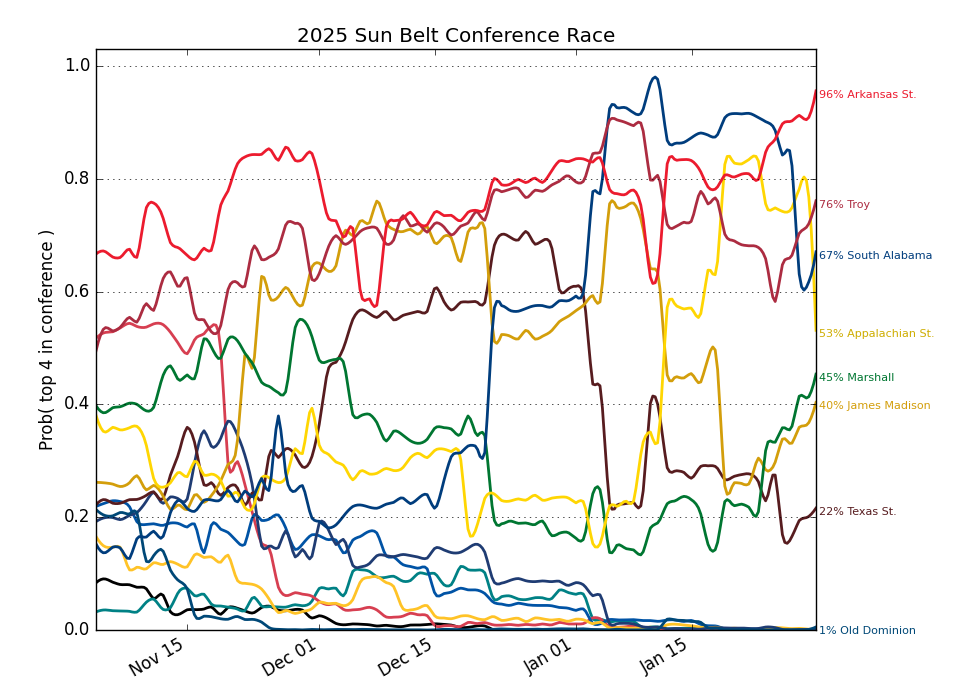 2025 Sun Belt Conference Race
Prob( top 4 in conference )
1.0
0.8
0.6
0.4
0.2
0.0
Nov 15
Dec 01
Dec 15
Jan 01
Jan 15
96% Arkansas St.
76% Troy
67% South Alabama
53% Appalachian St.
45% Marshall
40% James Madison
22% Texas St.
1% Old Dominion